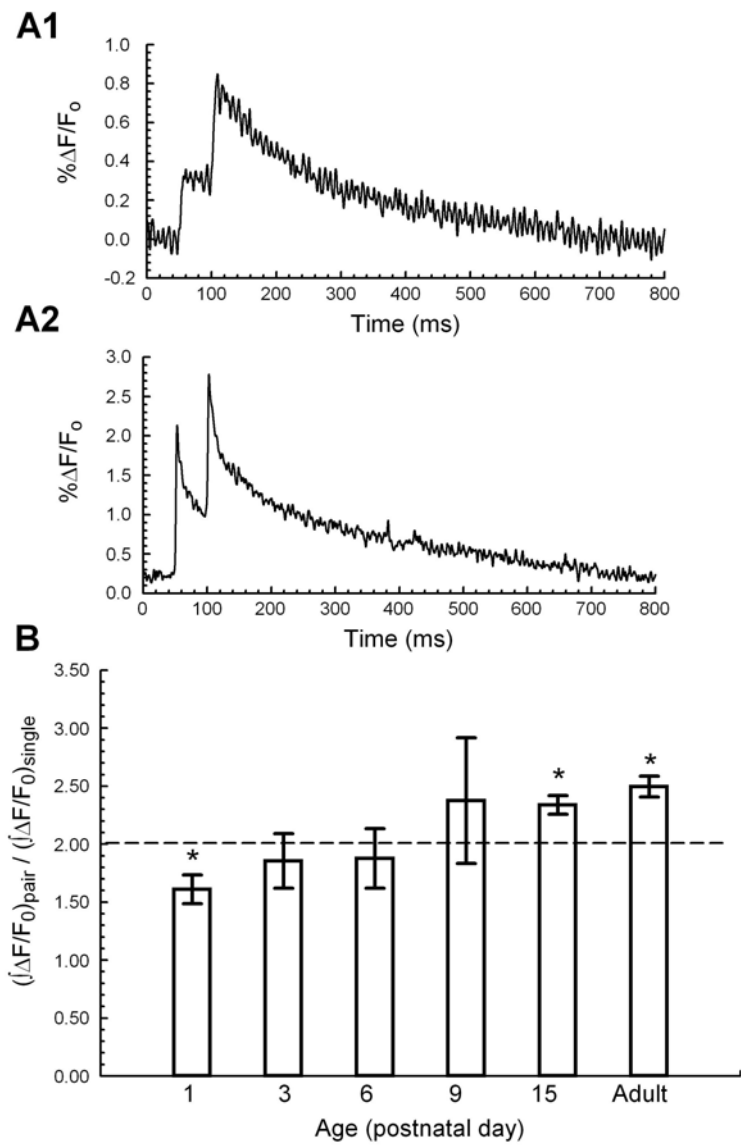 A1
%ΔF/Fo
1.0
0.8
0.6
0.4
0.2
0.0
-0.2
0 100 200 300 400 500 600 700 800
Time (ms)
A2
%ΔF/Fo
3.0
2.5
2.0
1.5
1.0
0.5
0.0
0 100 200 300 400 500 600 700 800
Time (ms)
B
(∫ΔF/F0)pair / (∫ΔF/F0)single
3.50
3.00
2.50
2.00
1.50
1.00
0.50
0.00
* * *
1 3 6 9 15 Adult
Age (postnatal day)